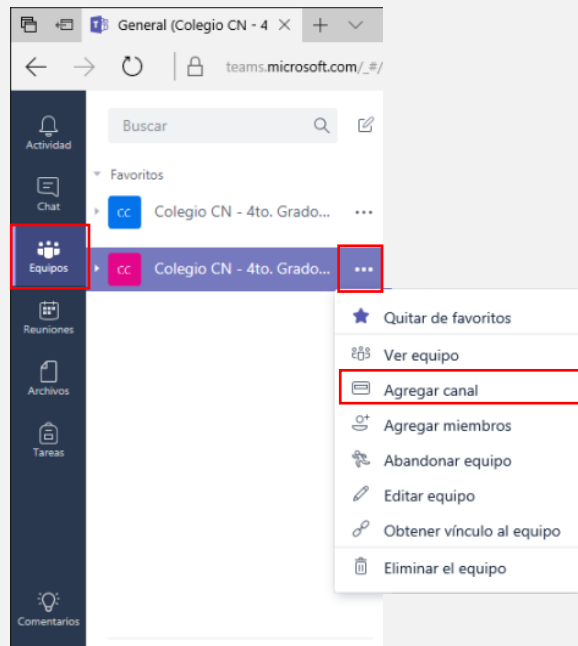 General (Colegio CN - 4
teams.microsoft.com/_#/
Actividad
Chat
Equipos
Reuniones
Archivos
Tareas
Comentarios
Buscar
Favoritos
CC Colegio CN - 4to. Grado... ...
CC Colegio CN - 4to. Grado... ...
Quitar de favoritos
Ver equipo
Agregar canal
Agregar miembros
Abandonar equipo
Editar equipo
Obtener vínculo al equipo
Eliminar el equipo